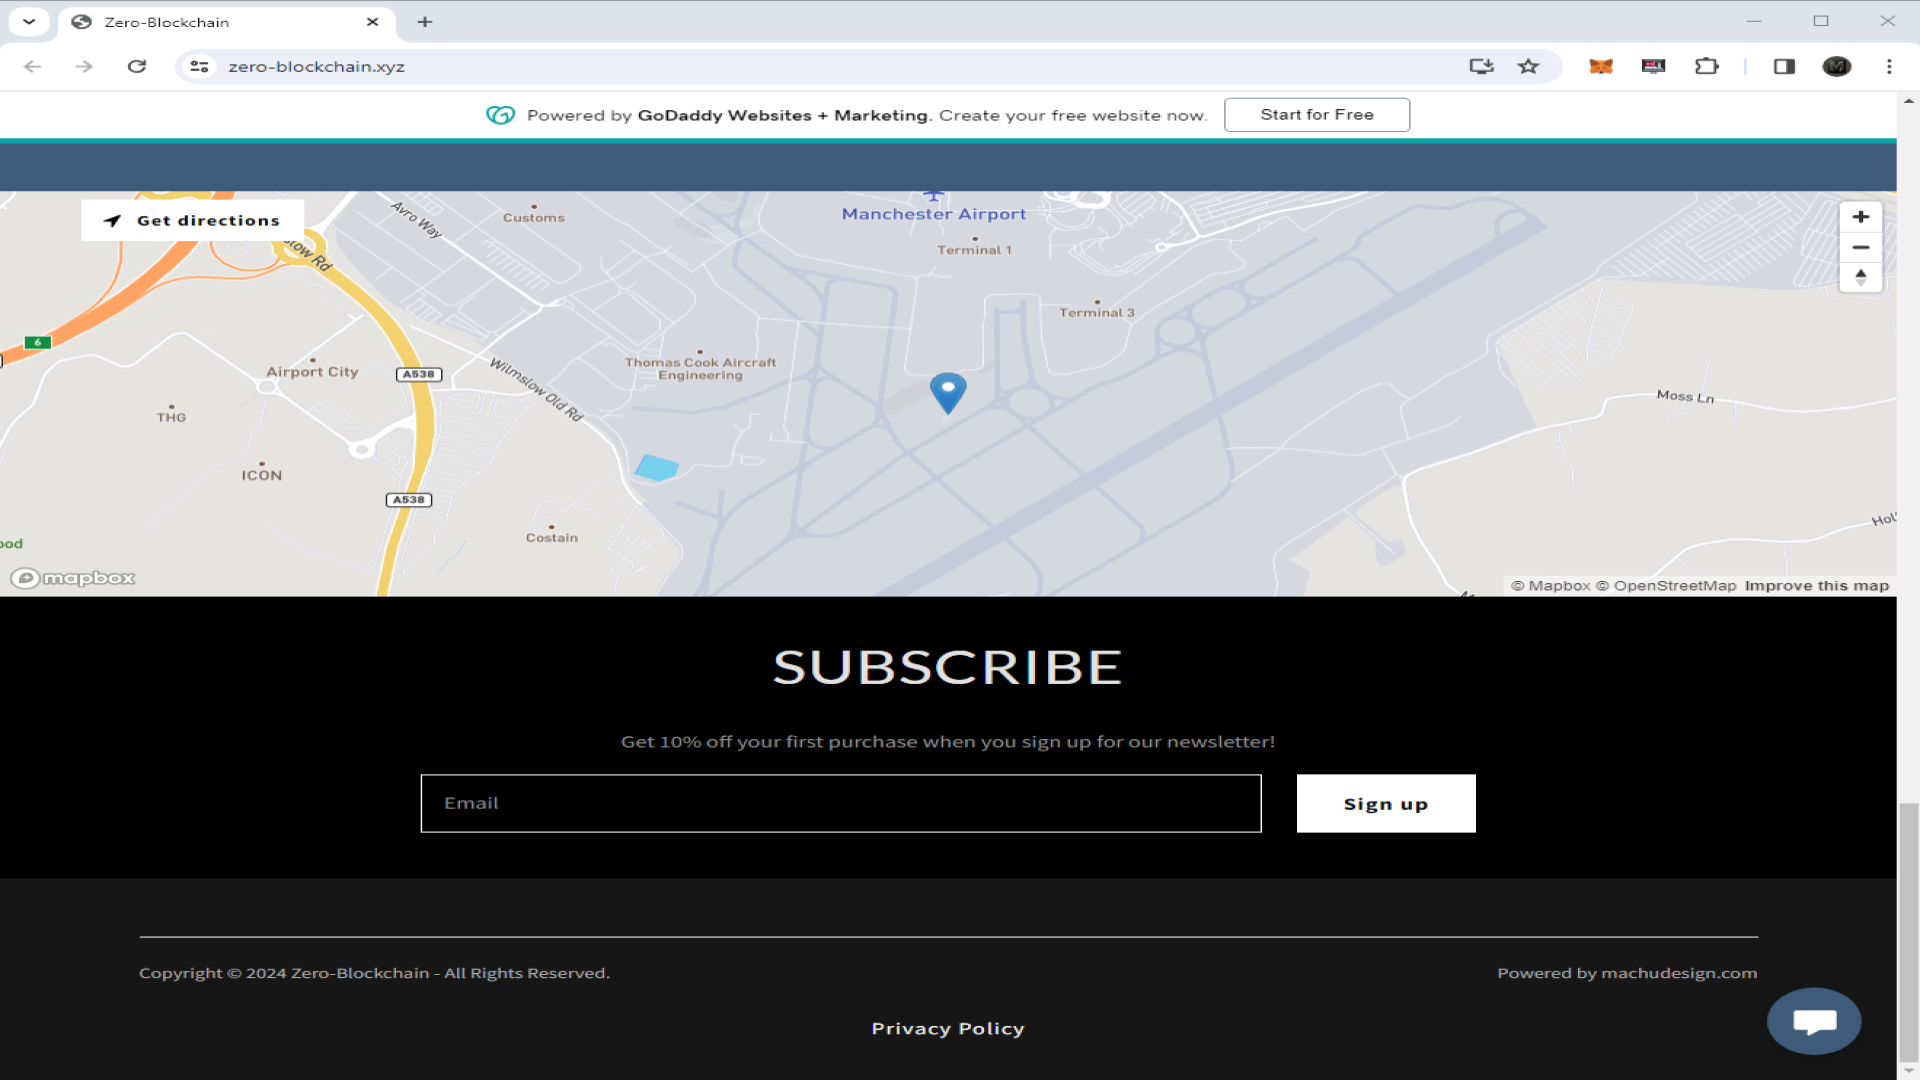 Zero-Blockchain
zero-blockchain.xyz
Powered by GoDaddy Websites + Marketing. Create your free website now.
Start for Free
Get directions
Avro Way
Customs
Manchester Airport
Terminal 1
slow Rd
Terminal 3
6
Thomas Cook Aircraft
Engineering
Airport City
A538
Wilmslow Old Rd
Moss Ln
THG
ICON
A538
Costain
ood
Hol
mapbox
© Mapbox © OpenStreetMap Improve this map
SUBSCRIBE
Get 10% off your first purchase when you sign up for our newsletter!
Email
Sign up
Copyright © 2024 Zero-Blockchain - All Rights Reserved.
Powered by machudesign.com
Privacy Policy